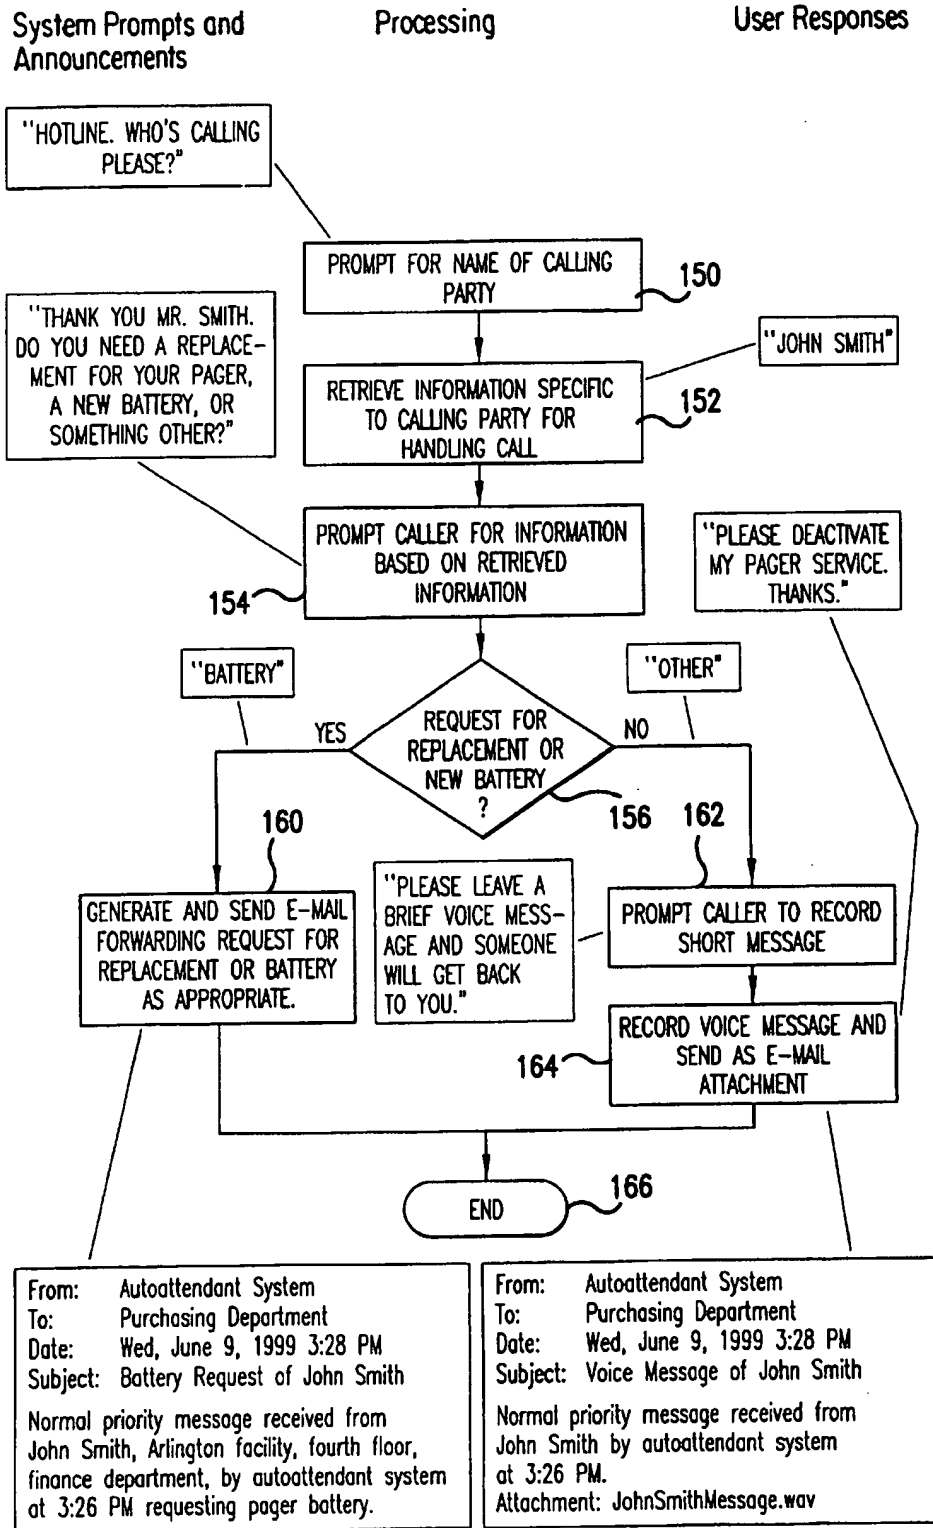 System Prompts and
Announcements
Processing
User Responses
"HOTLINE. WHO'S CALLING
PLEASE?"
PROMPT FOR NAME OF CALLING
PARTY
150
"THANK YOU MR. SMITH.
DO YOU NEED A REPLACE-
MENT FOR YOUR PAGER,
A NEW BATTERY, OR
SOMETHING OTHER?"
"JOHN SMITH"
RETRIEVE INFORMATION SPECIFIC
TO CALLING PARTY FOR
HANDLING CALL
152
PROMPT CALLER FOR INFORMATION
BASED ON RETRIEVED
INFORMATION
154
"PLEASE DEACTIVATE
MY PAGER SERVICE.
THANKS."
"BATTERY"
"OTHER"
YES
REQUEST FOR
REPLACEMENT OR
NEW BATTERY
?
NO
156
160
162
GENERATE AND SEND E-MAIL
FORWARDING REQUEST FOR
REPLACEMENT OR BATTERY
AS APPROPRIATE.
"PLEASE LEAVE A
BRIEF VOICE MESS-
AGE AND SOMEONE
WILL GET BACK
TO YOU."
PROMPT CALLER TO RECORD
SHORT MESSAGE
RECORD VOICE MESSAGE AND
SEND AS E-MAIL
ATTACHMENT
164
END
166
From: Autoattendant System
To: Purchasing Department
Date: Wed, June 9, 1999 3:28 PM
Subject: Battery Request of John Smith
Normal priority message received from
John Smith, Arlington facility, fourth floor,
finance department, by autoattendant system
at 3:26 PM requesting pager battery.
From: Autoattendant System
To: Purchasing Department
Date: Wed, June 9, 1999 3:28 PM
Subject: Voice Message of John Smith
Normal priority message received from
John Smith by autoattendant system
at 3:26 PM.
Attachment: JohnSmithMessage.wav